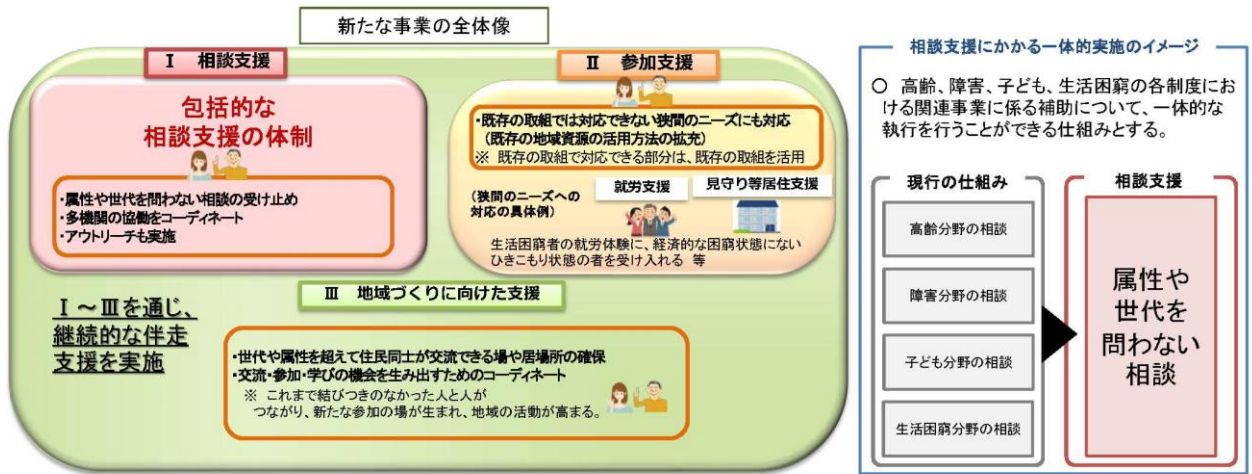 新たな事業の全体像
Ⅰ 相談支援
包括的な
相談支援の体制
・属性や世代を問わない相談の受け止め
・多機関の協働をコーディネート
・アウトリーチも実施
Ⅱ 参加支援
・既存の取組では対応できない狭間のニーズにも対応
(既存の地域資源の活用方法の拡充)
※ 既存の取組で対応できる部分は、既存の取組を活用
(狭間のニーズへの
対応の具体例)
就労支援
見守り等居住支援
生活困窮者の就労体験に、経済的な困窮状態にない
ひきこもり状態の者を受け入れる 等
Ⅲ 地域づくりに向けた支援
Ⅰ～Ⅲを通じ、
継続的な伴走
支援を実施
・世代や属性を超えて住民同士が交流できる場や居場所の確保
・交流・参加・学びの機会を生み出すためのコーディネート
※ これまで結びつきのなかった人と人が
つながり、新たな参加の場が生まれ、地域の活動が高まる。
相談支援にかかる一体的実施のイメージ
○ 高齢、障害、子ども、生活困窮の各制度にお
ける関連事業に係る補助について、一体的な
執行を行うことができる仕組みとする。
現行の仕組み
高齢分野の相談
障害分野の相談
子ども分野の相談
生活困窮分野の相談
相談支援
属性や
世代を
問わない
相談